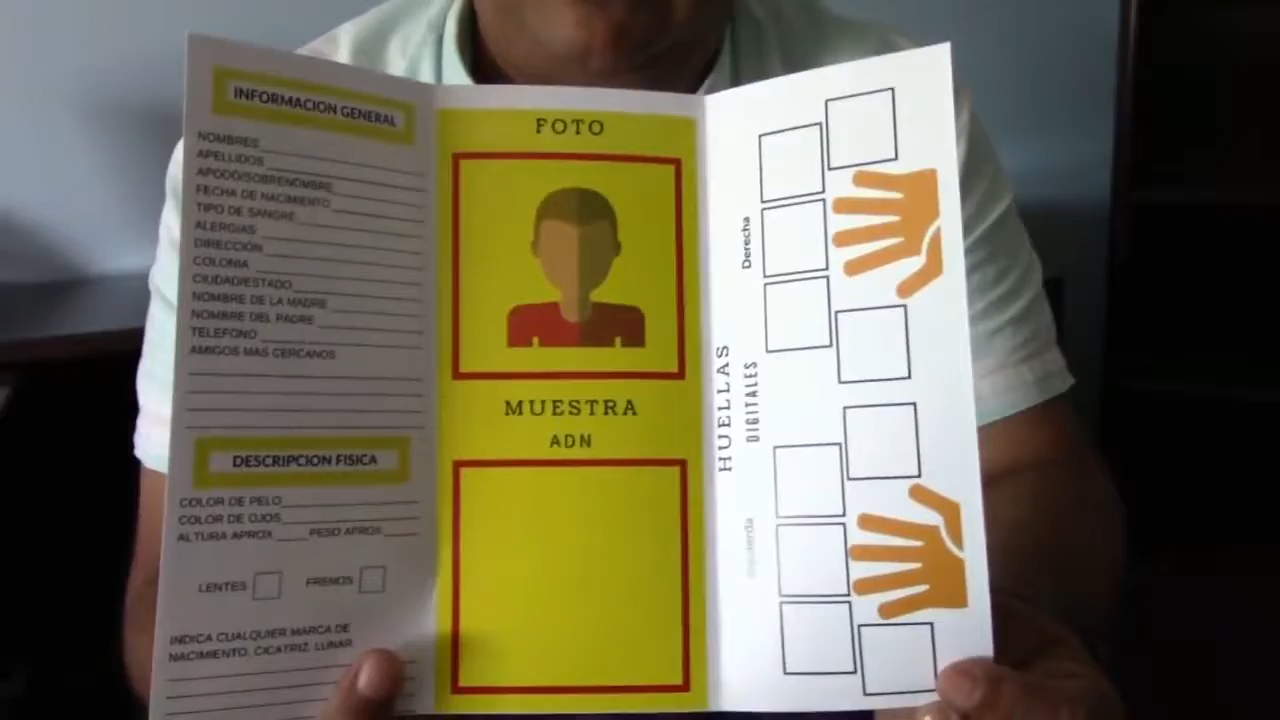 INFORMACION GENERAL
NOMBRES
APELLIDOS
APODO/SOBRENOMBRE
FECHA DE NACIMIENTO
TIPO DE SANGRE
ALERGIAS
DIRECCIÓN
COLONIA
CIUDAD/ESTADO
NOMBRE DE LA MADRE
NOMBRE DEL PADRE
TELEFONO
AMIGOS MAS CERCANOS
DESCRIPCION FISICA
COLOR DE PELO
COLOR DE OJOS
ALTURA APROX. PESO APROX.
LENTES FRENOS
INDICA CUALQUIER MARCA DE
NACIMIENTO, CICATRIZ, LUNAR.
FOTO
MUESTRA
ADN
HUELLAS
DIGITALES
Derecha
Izquierda